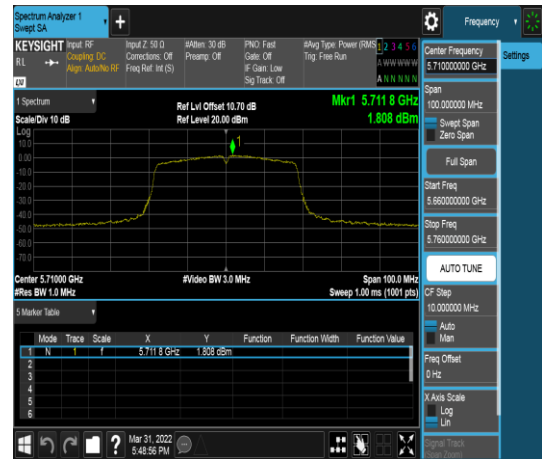 Spectrum Analyzer 1
Swept SA
+
Frequency
KEYSIGHT
RL
LXI
Input: RF
Coupling: DC
Align: Auto/No RF
Input Z: 50 Ω
Corrections: Off
Freq Ref: Int (S)
#Atten: 30 dB
Preamp: Off
PNO: Fast
Gate: Off
IF Gain: Low
Sig Track: Off
#Avg Type: Power (RMS
Trig: Free Run
1 2 3 4 5 6
A WWWWW
A N N N N N
1 Spectrum
Scale/Div 10 dB
Ref Lvl Offset 10.70 dB
Ref Level 20.00 dBm
Mkr1 5.711 8 GHz
1.808 dBm
Log
10.0
0.00
-10.0
-20.0
-30.0
-40.0
-50.0
-60.0
-70.0
1
Center 5.71000 GHz
#Res BW 1.0 MHz
#Video BW 3.0 MHz
Span 100.0 MHz
Sweep 1.00 ms (1001 pts)
5 Marker Table
Mode Trace Scale X Y Function Function Width Function Value
1 N 1 f 5.711 8 GHz 1.808 dBm
2
3
4
5
6
Mar 31, 2022
5:48:56 PM
Center Frequency
5.710000000 GHz
Span
100.000000 MHz
Swept Span
Zero Span
Full Span
Start Freq
5.660000000 GHz
Stop Freq
5.760000000 GHz
AUTO TUNE
CF Step
10.000000 MHz
Auto
Man
Freq Offset
0 Hz
X Axis Scale
Log
Lin
Signal Track
(Span Zoom)
Settings